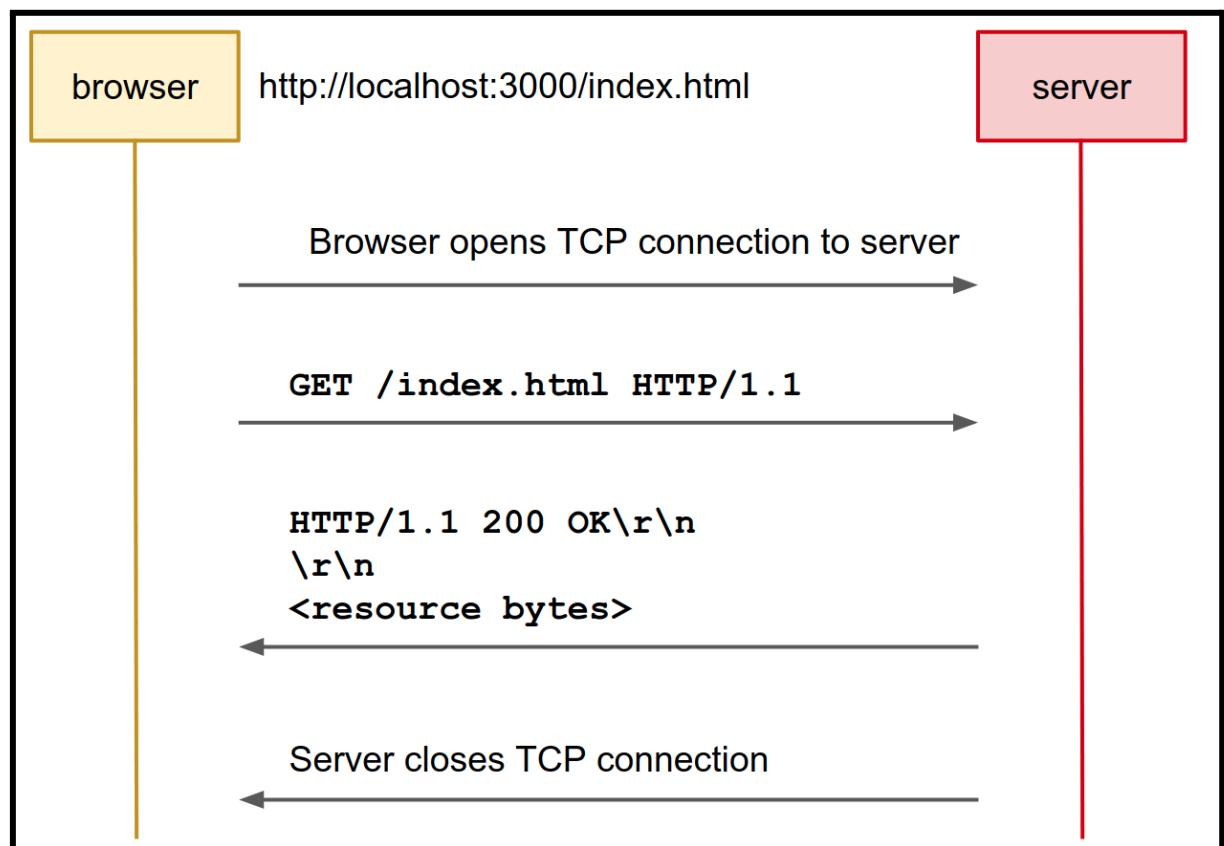 browser
http://localhost:3000/index.html
server
Browser opens TCP connection to server
GET /index.html HTTP/1.1
HTTP/1.1 200 OK\r\n
\r\n
<resource bytes>
Server closes TCP connection